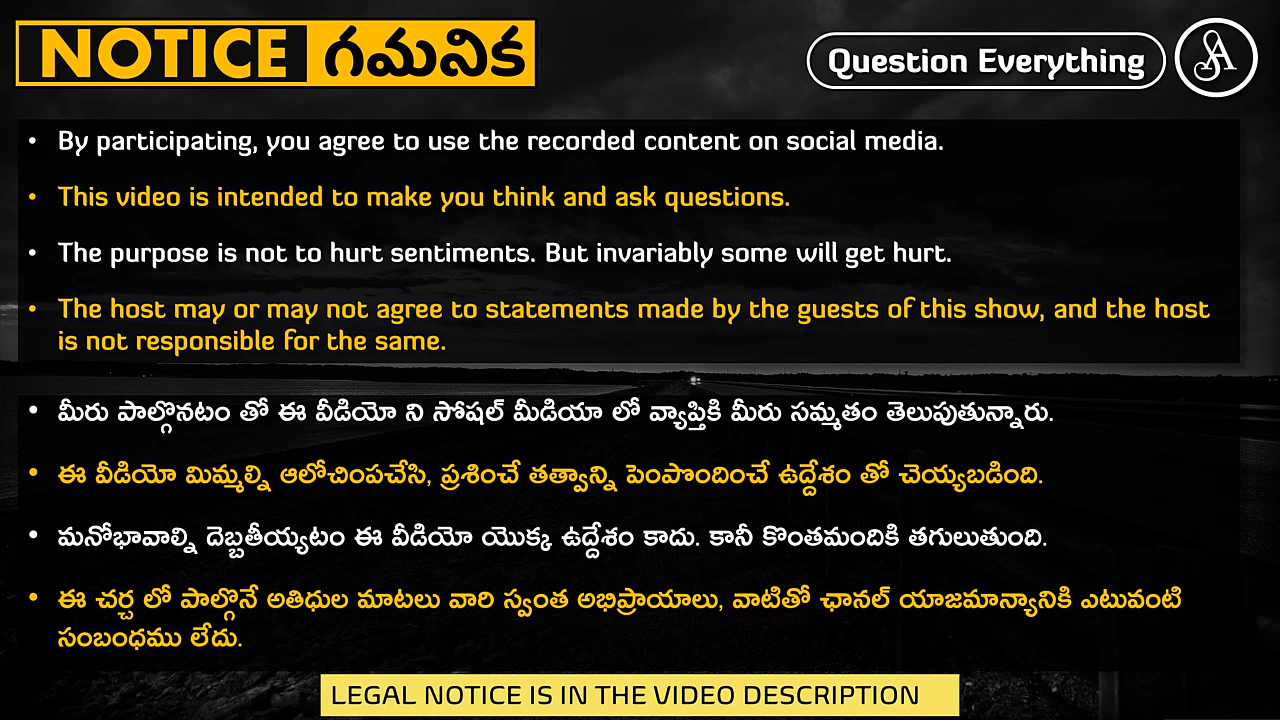 NOTICE గమనిక
Question Everything
• By participating, you agree to use the recorded content on social media.
• This video is intended to make you think and ask questions.
• The purpose is not to hurt sentiments. But invariably some will get hurt.
• The host may or may not agree to statements made by the guests of this show, and the host
is not responsible for the same.
• మీరు పాల్గొనటం తో ఈ వీడియో ని సోషల్ మీడియా లో వ్యాప్తికి మీరు సమ్మతం తెలుపుతున్నారు.
• ఈ వీడియో మిమ్మల్ని ఆలోచింపచేసి, ప్రశించే తత్వాన్ని పెంపొందించే ఉద్దేశం తో చెయ్యబడింది.
• మనోభావాల్ని దెబ్బతీయ్యటం ఈ వీడియో యొక్క ఉద్దేశం కాదు. కానీ కొంతమందికి తగులుతుంది.
• ఈ చర్చ లో పాల్గొనే అతిధుల మాటలు వారి స్వంత అభిప్రాయాలు, వాటితో ఛానల్ యాజమాన్యానికి ఎటువంటి
సంబంధము లేదు.
LEGAL NOTICE IS IN THE VIDEO DESCRIPTION